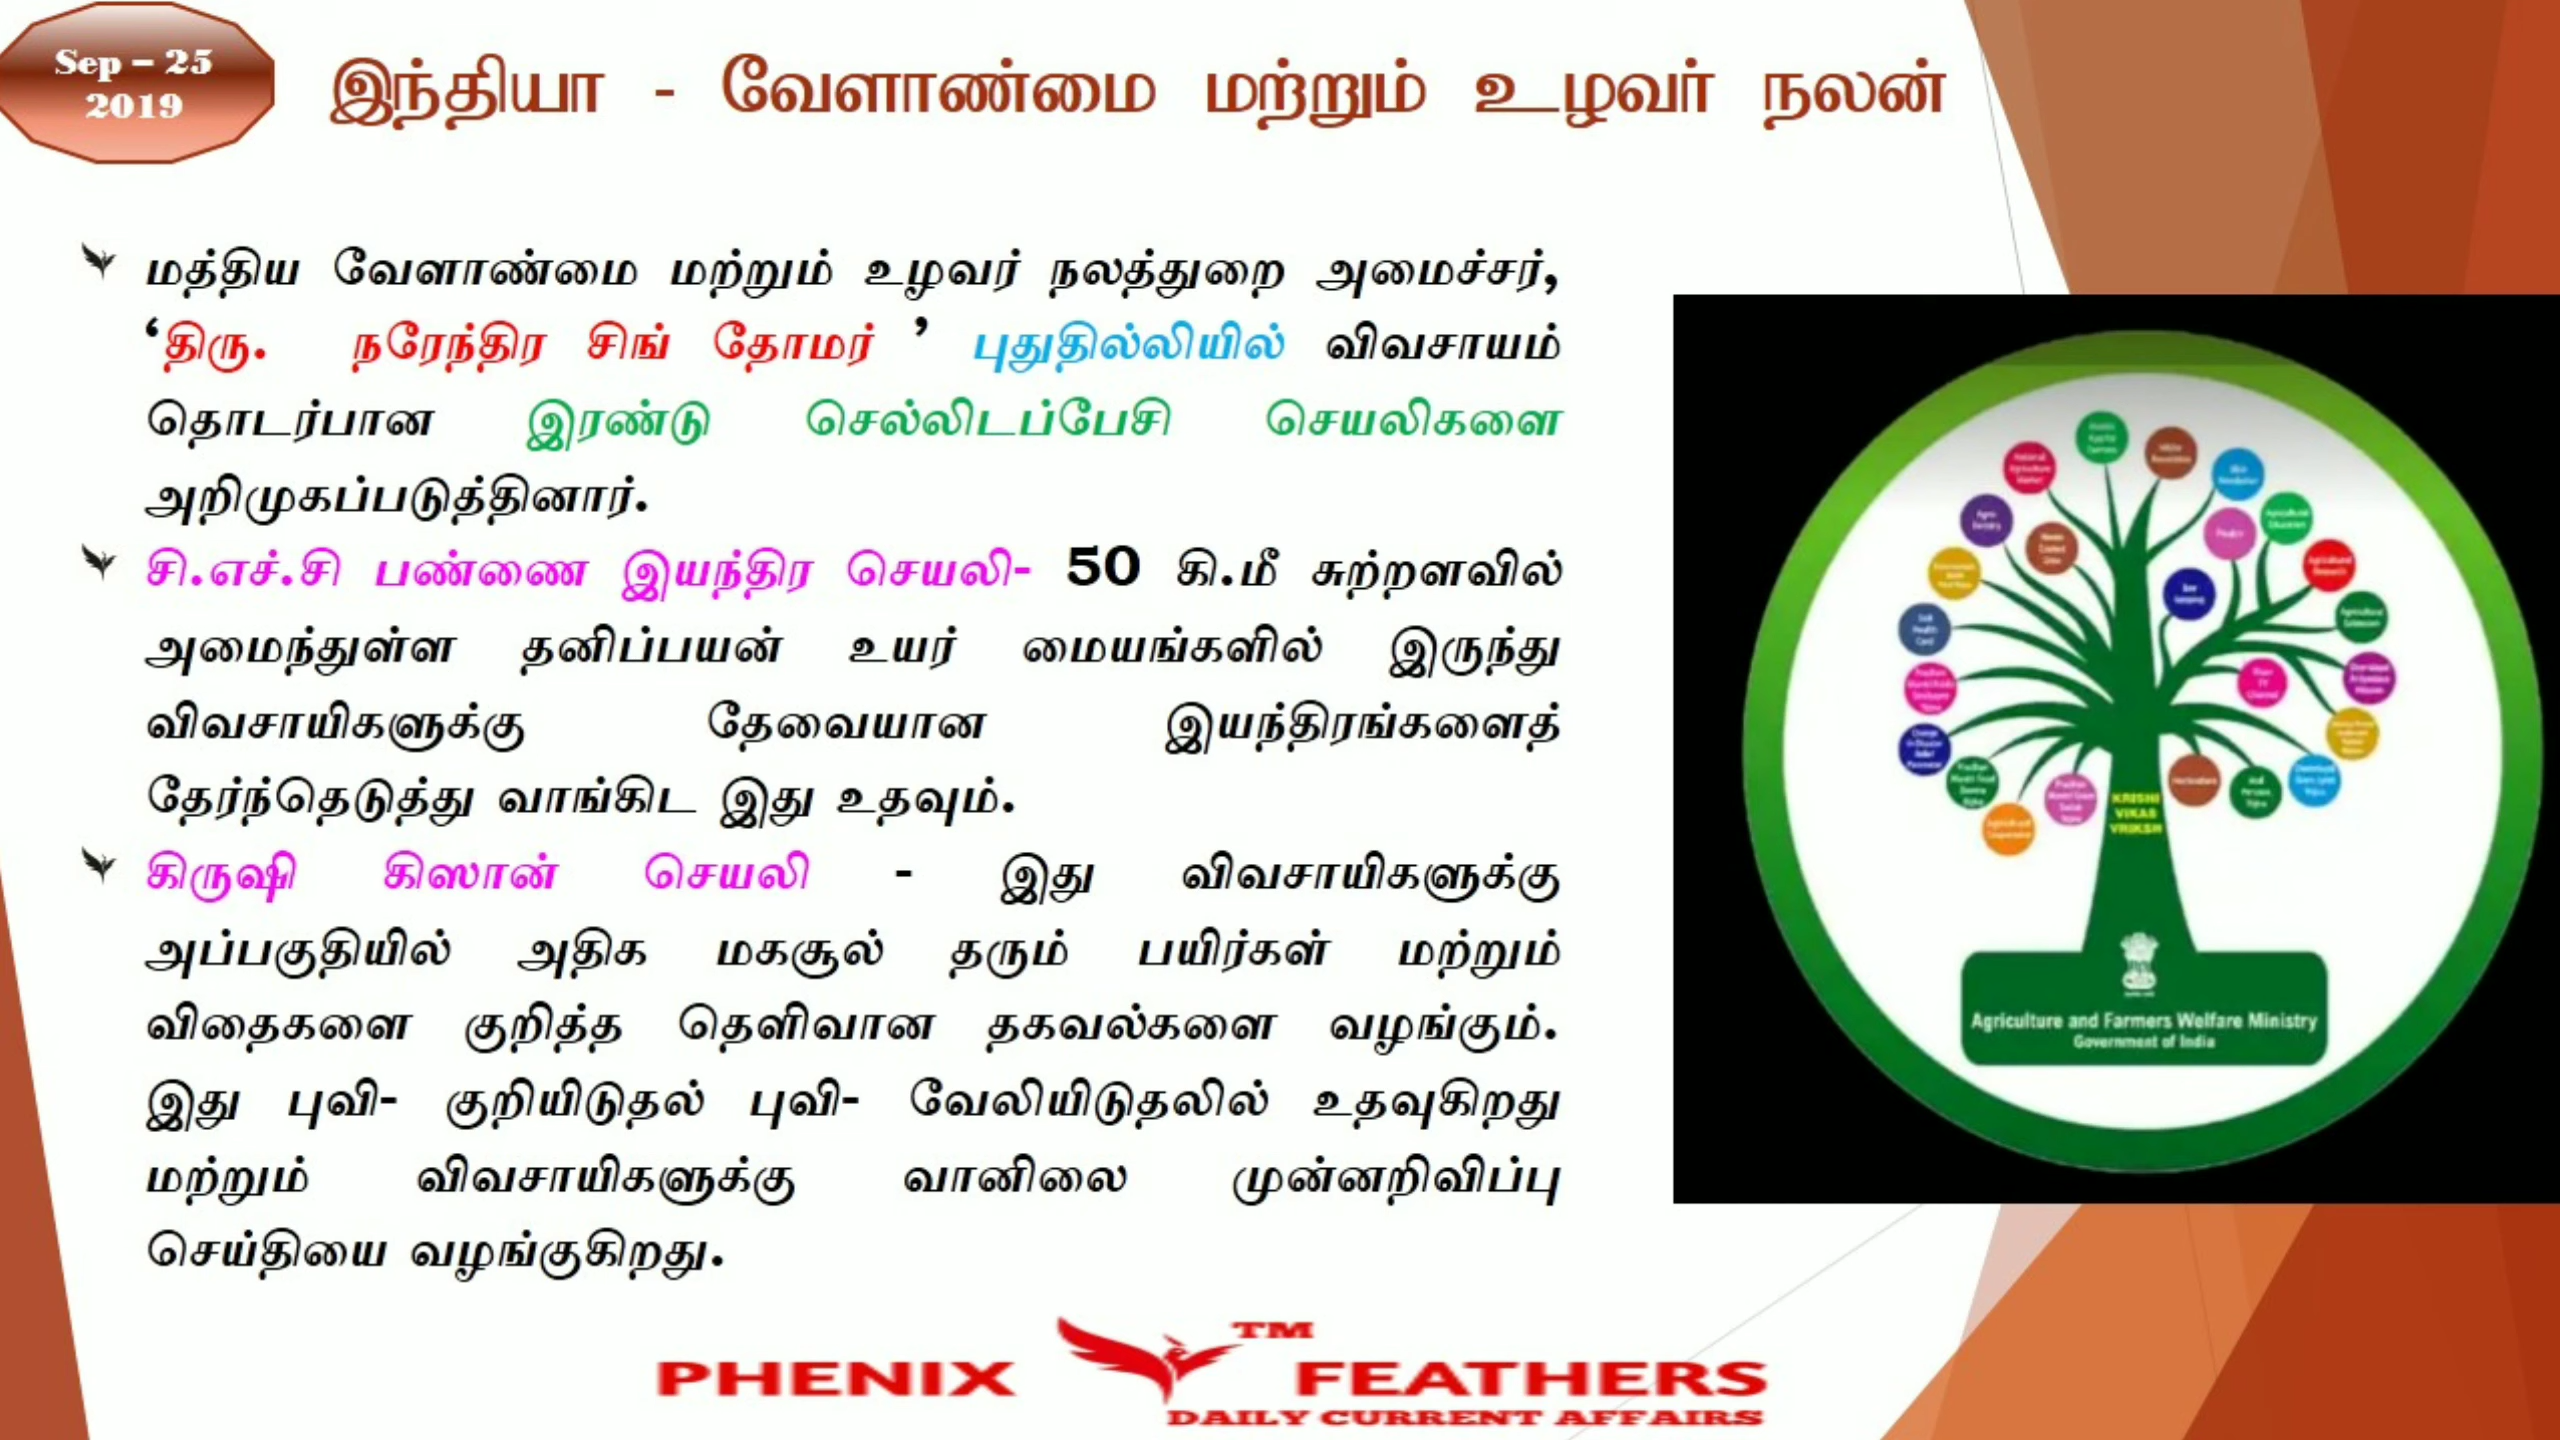 Sep – 25
2019
இந்தியா - வேளாண்மை மற்றும் உழவர் நலன்
மத்திய வேளாண்மை மற்றும் உழவர் நலத்துறை அமைச்சர்,
‘திரு. நரேந்திர சிங் தோமர் ’ புதுதில்லியில் விவசாயம்
தொடர்பான இரண்டு செல்லிடப்பேசி செயலிகளை
அறிமுகப்படுத்தினார்.
சி.எச்.சி பண்ணை இயந்திர செயலி- 50 கி.மீ சுற்றளவில்
அமைந்துள்ள தனிப்பயன் உயர் மையங்களில் இருந்து
விவசாயிகளுக்கு தேவையான இயந்திரங்களைத்
தேர்ந்தெடுத்து வாங்கிட இது உதவும்.
கிருஷி கிஸான் செயலி - இது விவசாயிகளுக்கு
அப்பகுதியில் அதிக மகசூல் தரும் பயிர்கள் மற்றும்
விதைகளை குறித்த தெளிவான தகவல்களை வழங்கும்.
இது புவி- குறியிடுதல் புவி- வேலியிடுதலில் உதவுகிறது
மற்றும் விவசாயிகளுக்கு வானிலை முன்னறிவிப்பு
செய்தியை வழங்குகிறது.
Soil
Health
Card
KRISHI
VIKAS
VRIKSH
Agriculture and Farmers Welfare Ministry
Government of India
PHENIX FEATHERS TM
DAILY CURRENT AFFAIRS